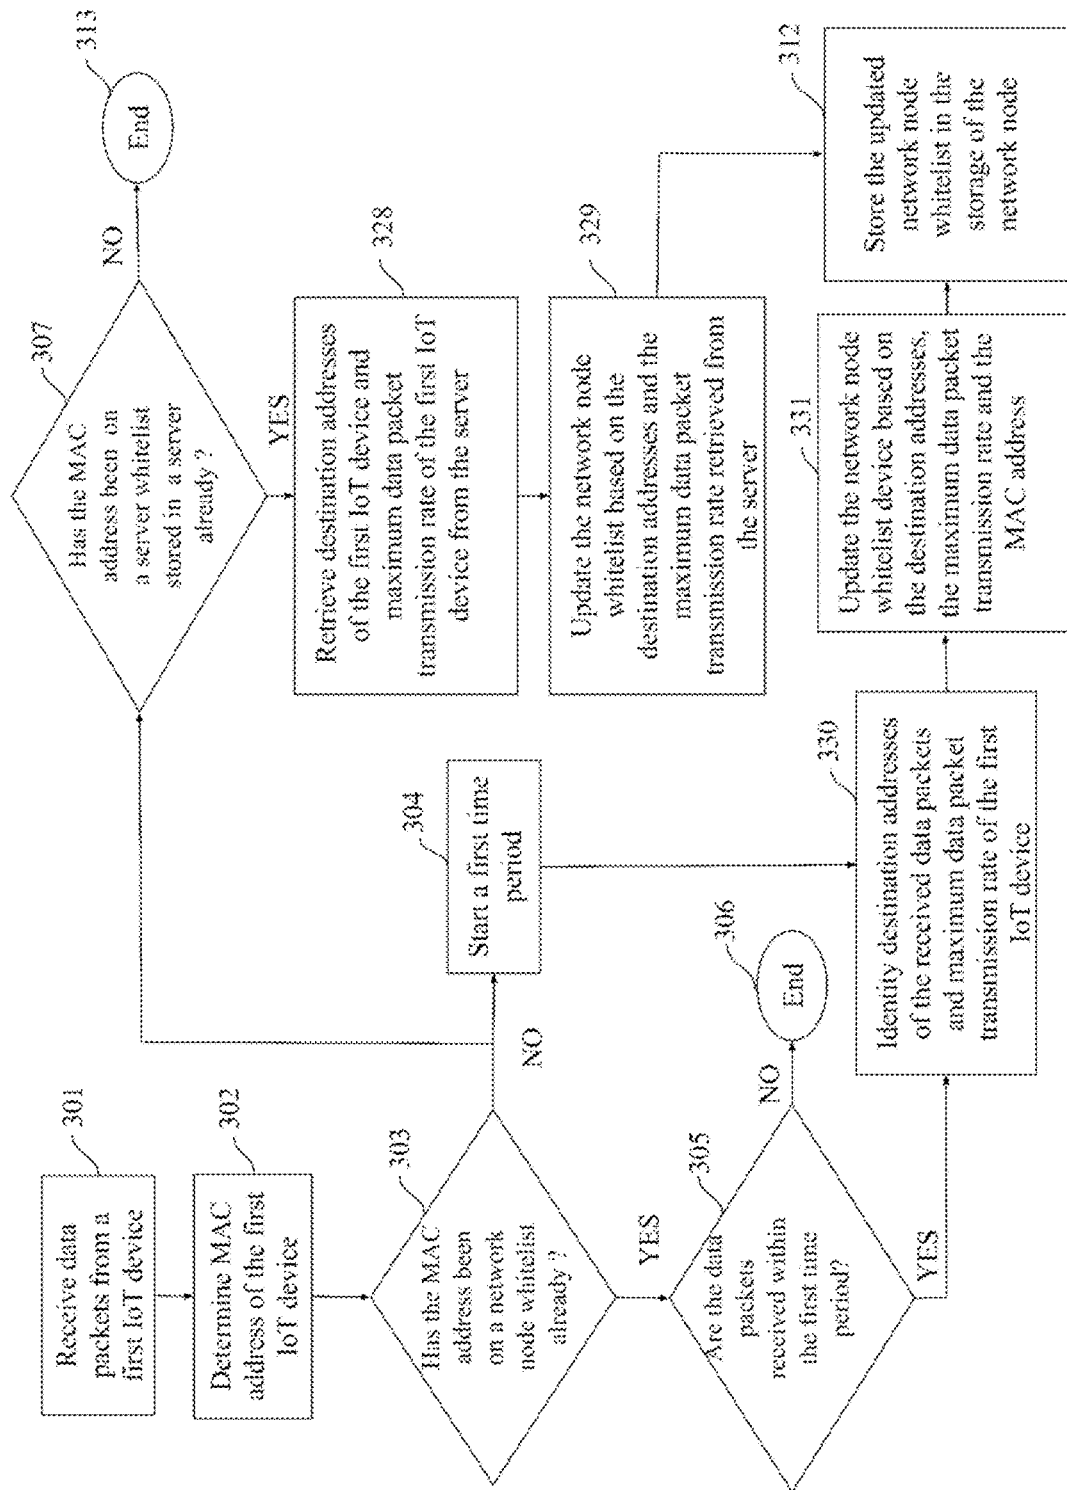 301
Receive data
packets from a
first IoT device
302
Determine MAC
address of the first
IoT device
303
Has the MAC
address been
on a network
node whitelist
already ?
NO
YES
304
Start a first time
period
305
Are the data
packets
received within
the first time
period?
NO
YES
306
End
307
Has the MAC
address been on
a server whitelist
stored in a server
already ?
NO
YES
313
End
328
Retrieve destination addresses
of the first IoT device and
maximum data packet
transmission rate of the first IoT
device from the server
329
Update the network node
whitelist based on the
destination addresses and the
maximum data packet
transmission rate retrieved from
the server
330
Identity destination addresses
of the received data packets
and maximum data packet
transmission rate of the first
IoT device
331
Update the network node
whitelist device based on
the destination addresses,
the maximum data packet
transmission rate and the
MAC address
312
Store the updated
network node
whitelist in the
storage of the
network node